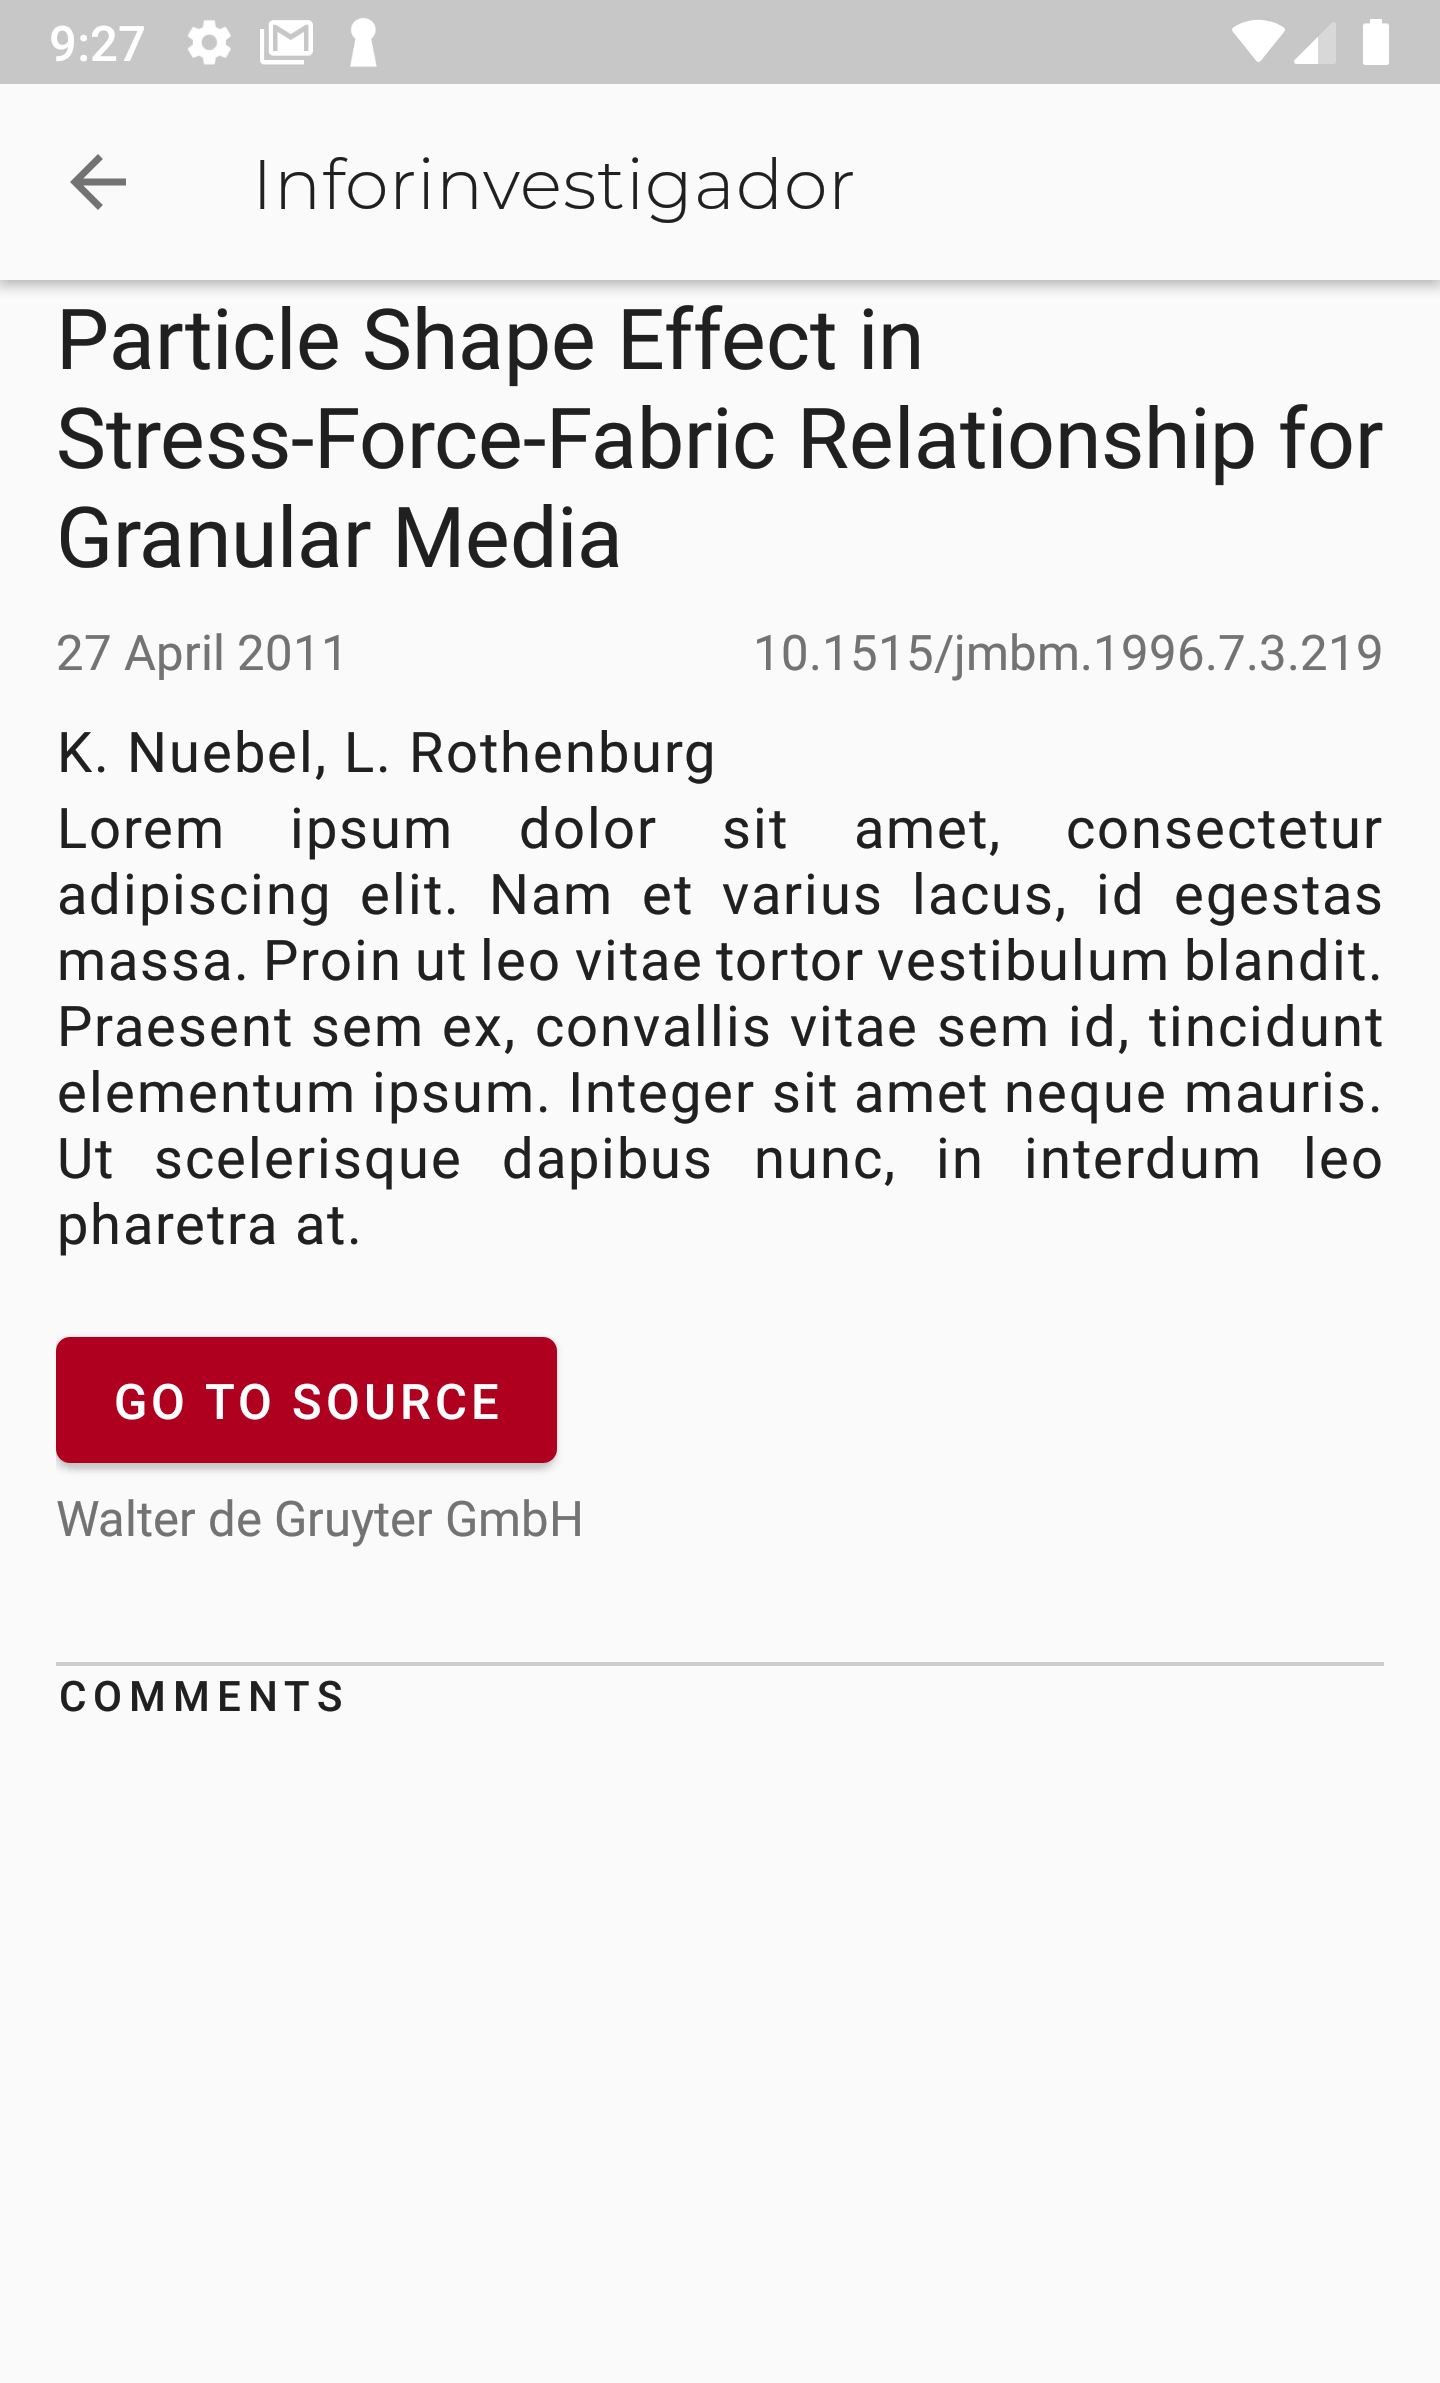 9:27
Inforinvestigador
Particle Shape Effect in
Stress-Force-Fabric Relationship for
Granular Media
27 April 2011 10.1515/jmbm.1996.7.3.219
K. Nuebel, L. Rothenburg
Lorem ipsum dolor sit amet, consectetur
adipiscing elit. Nam et varius lacus, id egestas
massa. Proin ut leo vitae tortor vestibulum blandit.
Praesent sem ex, convallis vitae sem id, tincidunt
elementum ipsum. Integer sit amet neque mauris.
Ut scelerisque dapibus nunc, in interdum leo
pharetra at.
GO TO SOURCE
Walter de Gruyter GmbH
COMMENTS